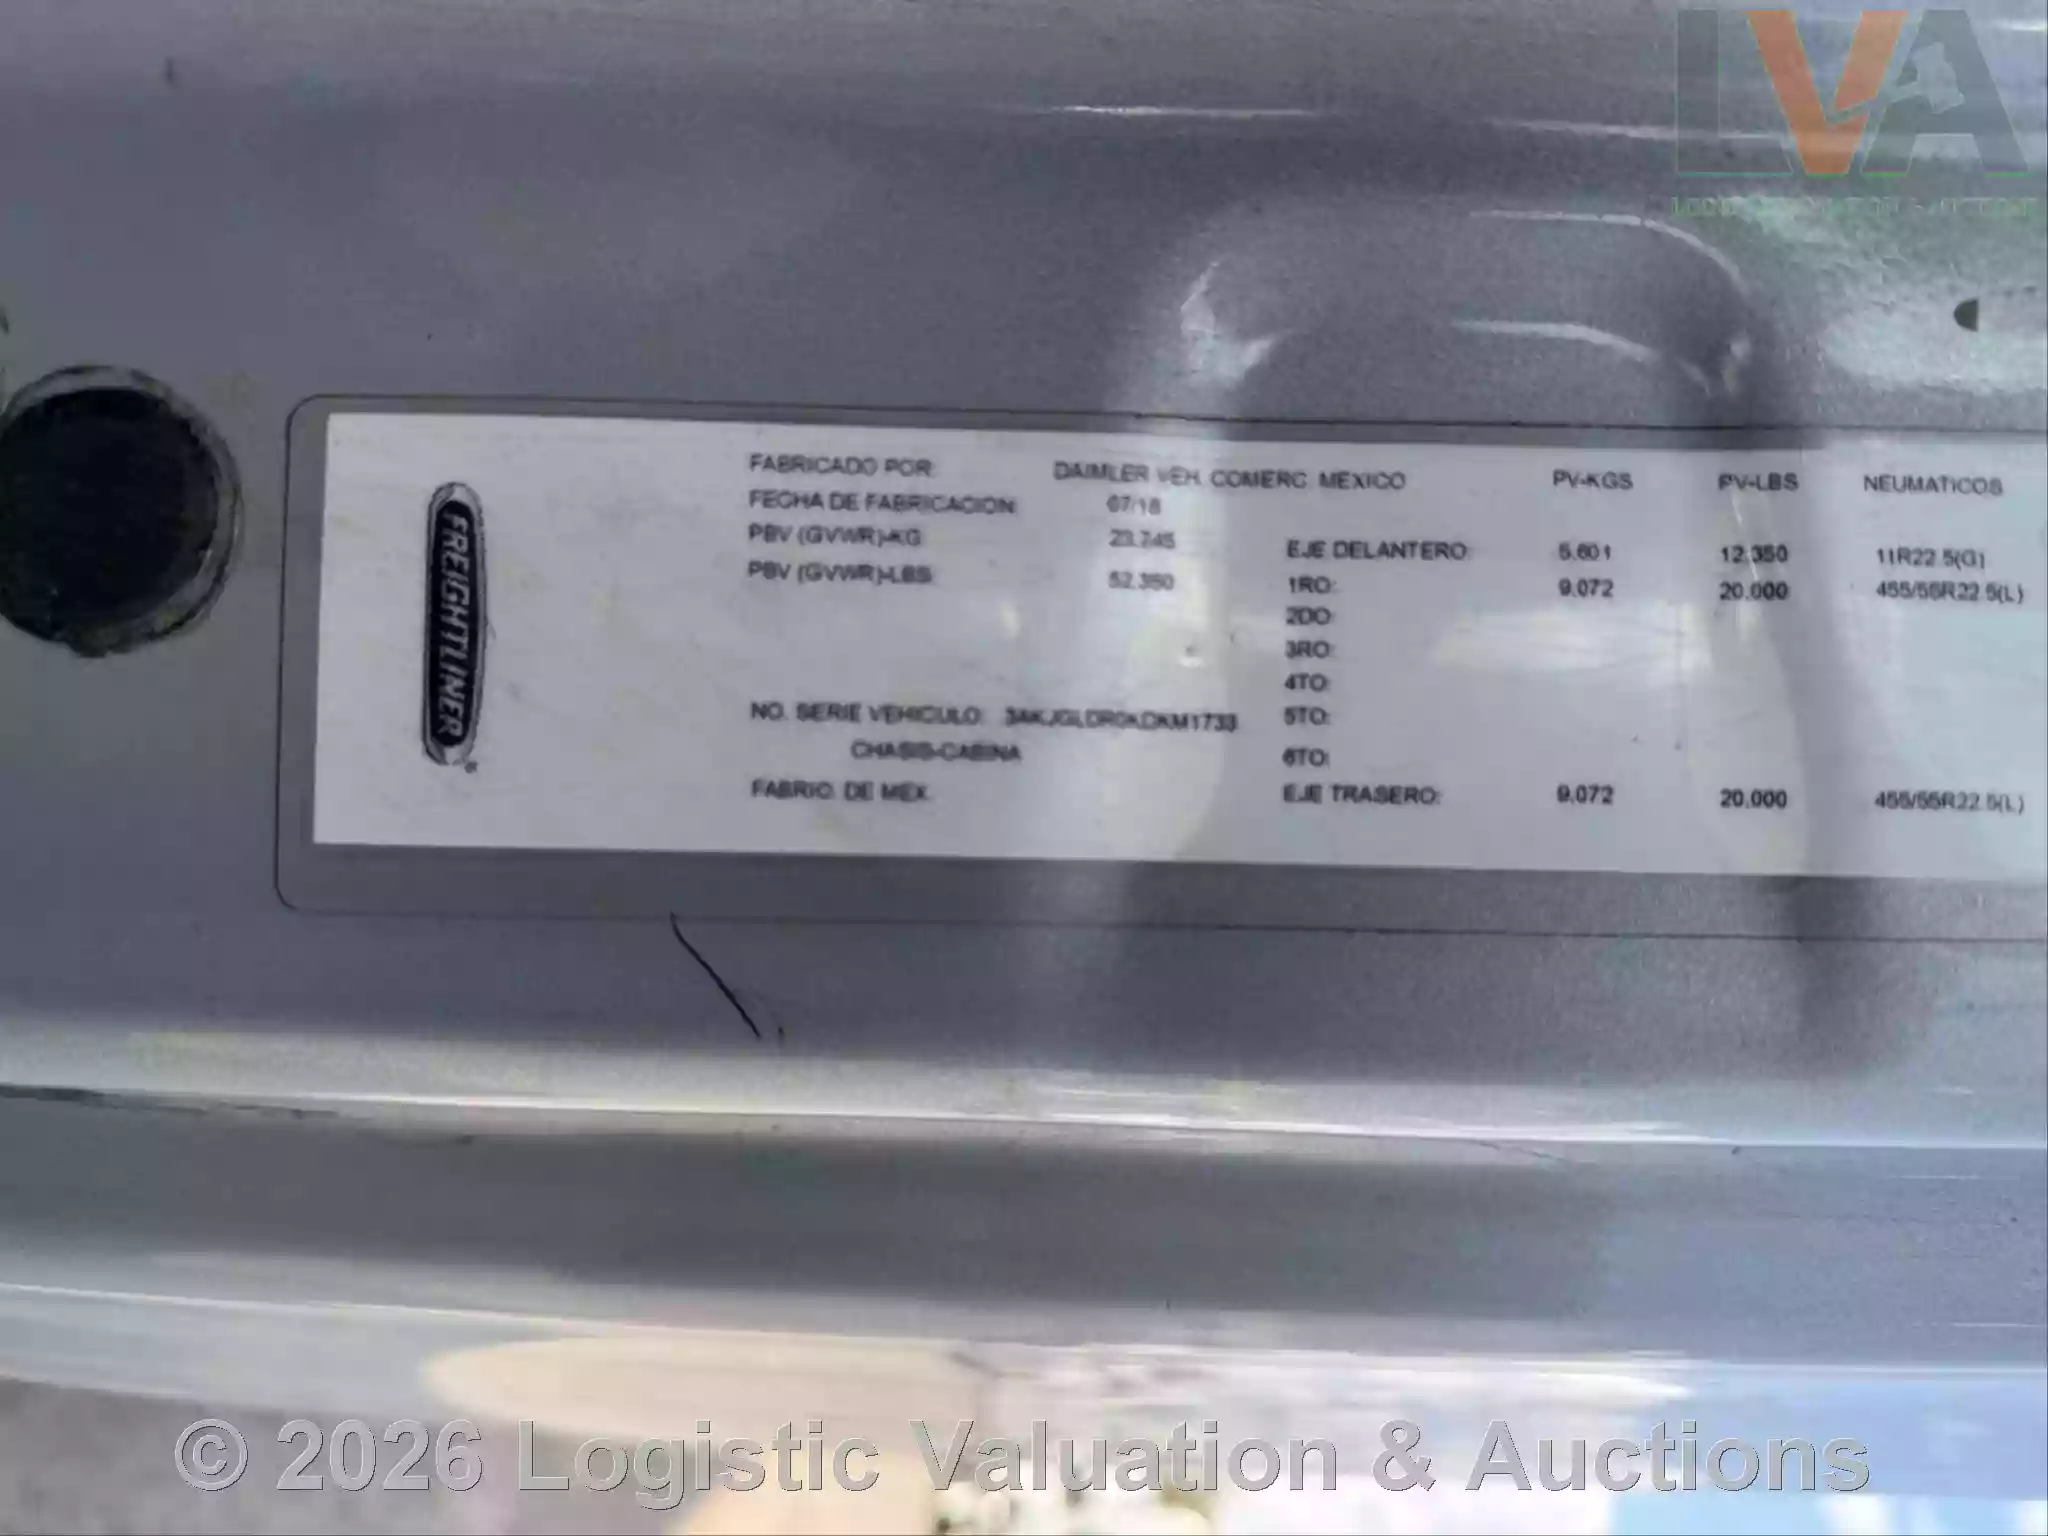 LVA
FREIGHTLINER
FABRICADO POR: DAIMLER VEH. COMERC. MEXICO
FECHA DE FABRICACION: 07/18
PBV (GVWR)-KG: 23.745
PBV (GVWR)-LBS: 52.350
NO. SERIE VEHICULO: 3AKJGLDR0KDKM1733
CHASIS-CABINA
FABRIC. DE MEX.
PV-KGS PV-LBS NEUMATICOS
EJE DELANTERO: 5.601 12.350 11R22.5(G)
1RO: 9.072 20.000 455/55R22.5(L)
2DO:
3RO:
4TO:
5TO:
6TO:
EJE TRASERO: 9.072 20.000 455/55R22.5(L)
© 2026 Logistic Valuation & Auctions